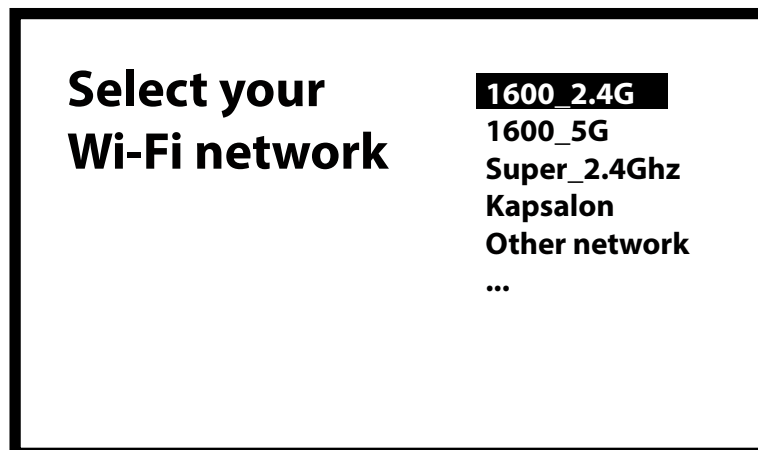 Select your
Wi-Fi network
1600_2.4G
1600_5G
Super_2.4Ghz
Kapsalon
Other network
...